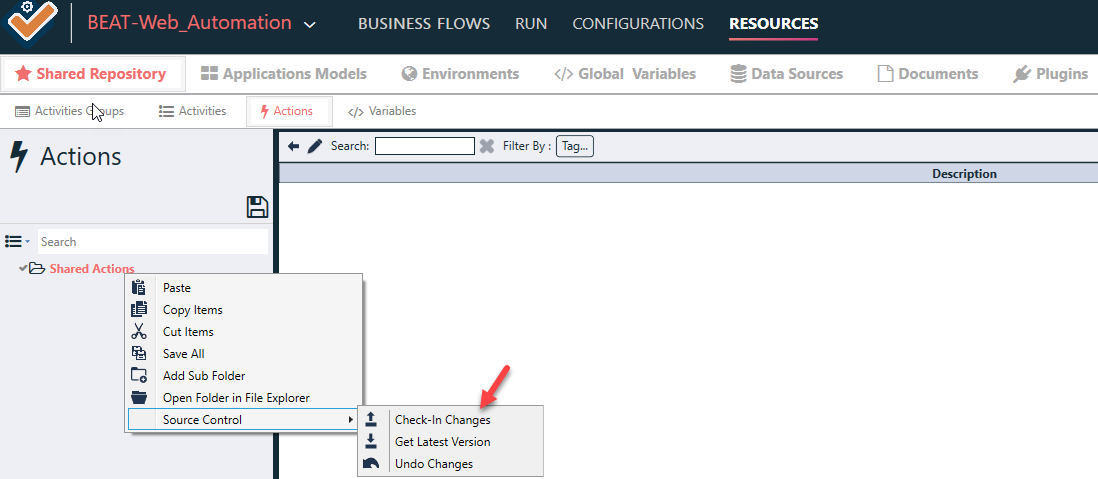 BEAT-Web_Automation BUSINESS FLOWS RUN CONFIGURATIONS RESOURCES
Shared Repository Applications Models Environments Global Variables Data Sources Documents Plugins
Activities Groups Activities Actions Variables
Actions
Search: Filter By : Tag...
Description
Search
Shared Actions
Paste
Copy Items
Cut Items
Save All
Add Sub Folder
Open Folder in File Explorer
Source Control
Check-In Changes
Get Latest Version
Undo Changes